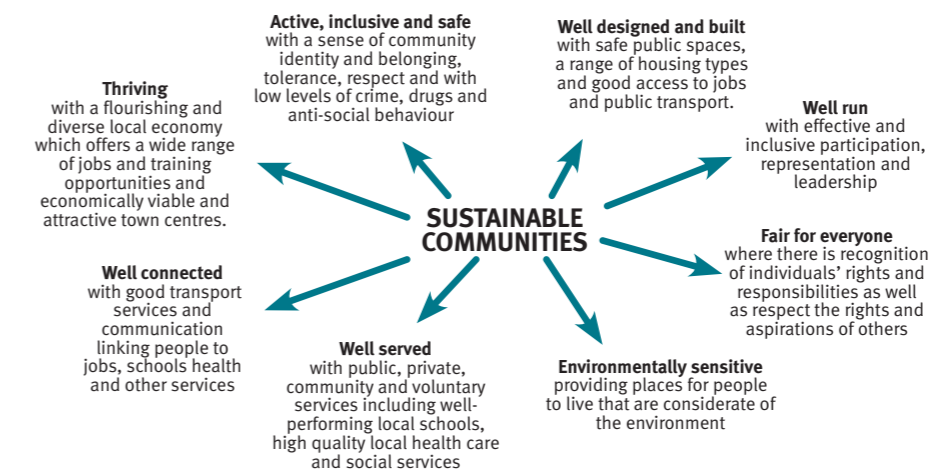 Active, inclusive and safe
with a sense of community
identity and belonging,
tolerance, respect and with
low levels of crime, drugs and
anti-social behaviour
Well designed and built
with safe public spaces,
a range of housing types
and good access to jobs
and public transport.
Thriving
with a flourishing and
diverse local economy
which offers a wide range
of jobs and training
opportunities and
economically viable and
attractive town centres.
Well run
with effective and
inclusive participation,
representation and
leadership
SUSTAINABLE
COMMUNITIES
Fair for everyone
where there is recognition
of individuals’ rights and
responsibilities as well
as respect the rights and
aspirations of others
Well connected
with good transport
services and
communication
linking people to
jobs, schools health
and other services
Well served
with public, private,
community and voluntary
services including well-
performing local schools,
high quality local health care
and social services
Environmentally sensitive
providing places for people
to live that are considerate of
the environment